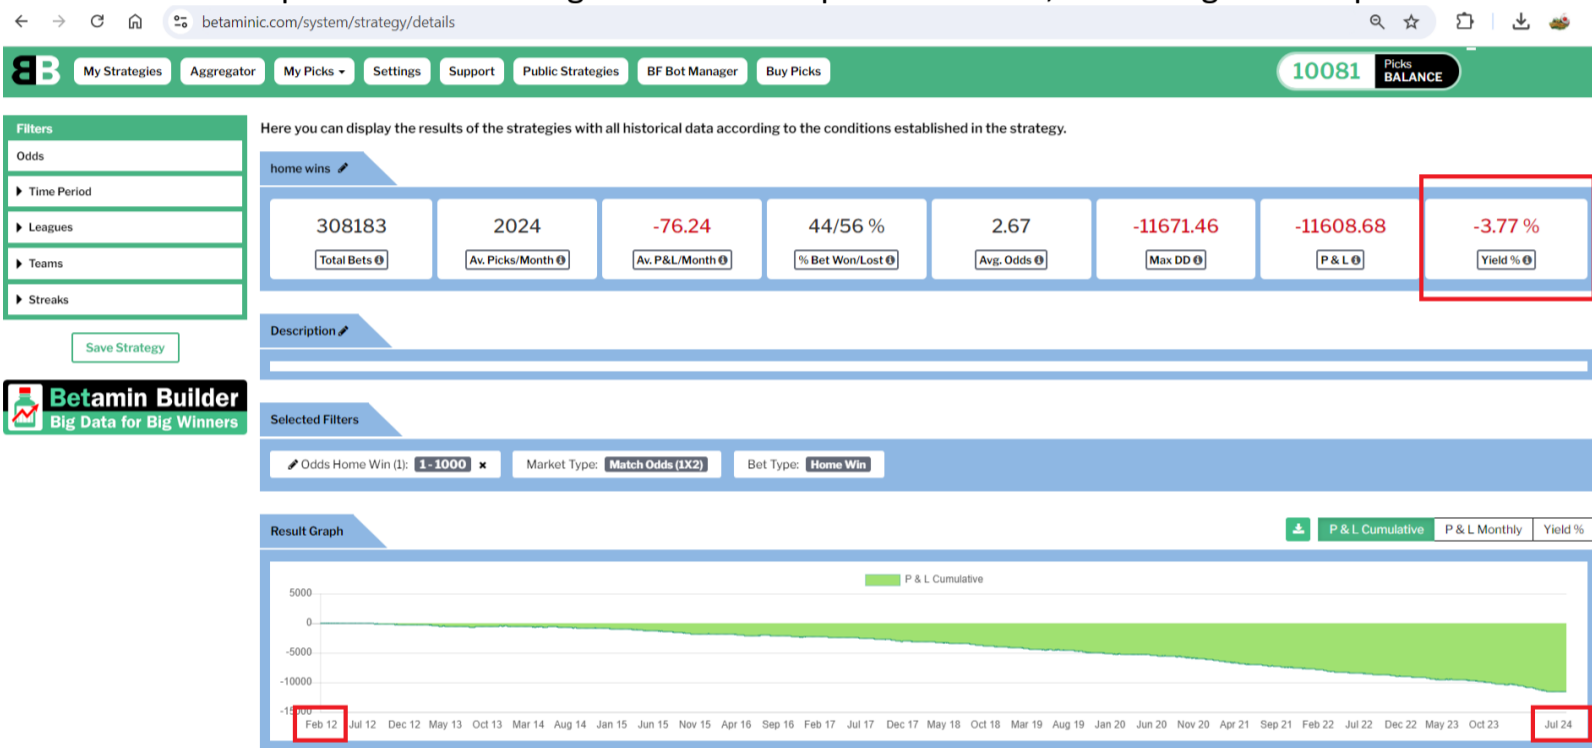 betaminic.com/system/strategy/details
BB My Strategies Aggregator My Picks Settings Support Public Strategies BF Bot Manager Buy Picks 10081 Picks BALANCE
Filters
Odds
Time Period
Leagues
Teams
Streaks
Save Strategy
Betamin Builder
Big Data for Big Winners
Here you can display the results of the strategies with all historical data according to the conditions established in the strategy.
home wins
308183 2024 -76.24 44/56 % 2.67 -11671.46 -11608.68 -3.77 %
Total Bets Av. Picks/Month Av. P&L/Month % Bet Won/Lost Avg. Odds Max DD P & L Yield %
Description
Selected Filters
Odds Home Win (1): 1 - 1000 × Market Type: Match Odds (1X2) Bet Type: Home Win
Result Graph P & L Cumulative P & L Monthly Yield %
P & L Cumulative
5000
0
-5000
-10000
-15000
Feb 12 Jul 12 Dec 12 May 13 Oct 13 Mar 14 Aug 14 Jan 15 Jun 15 Nov 15 Apr 16 Sep 16 Feb 17 Jul 17 Dec 17 May 18 Oct 18 Mar 19 Aug 19 Jan 20 Jun 20 Nov 20 Apr 21 Sep 21 Feb 22 Jul 22 Dec 22 May 23 Oct 23 Jul 24